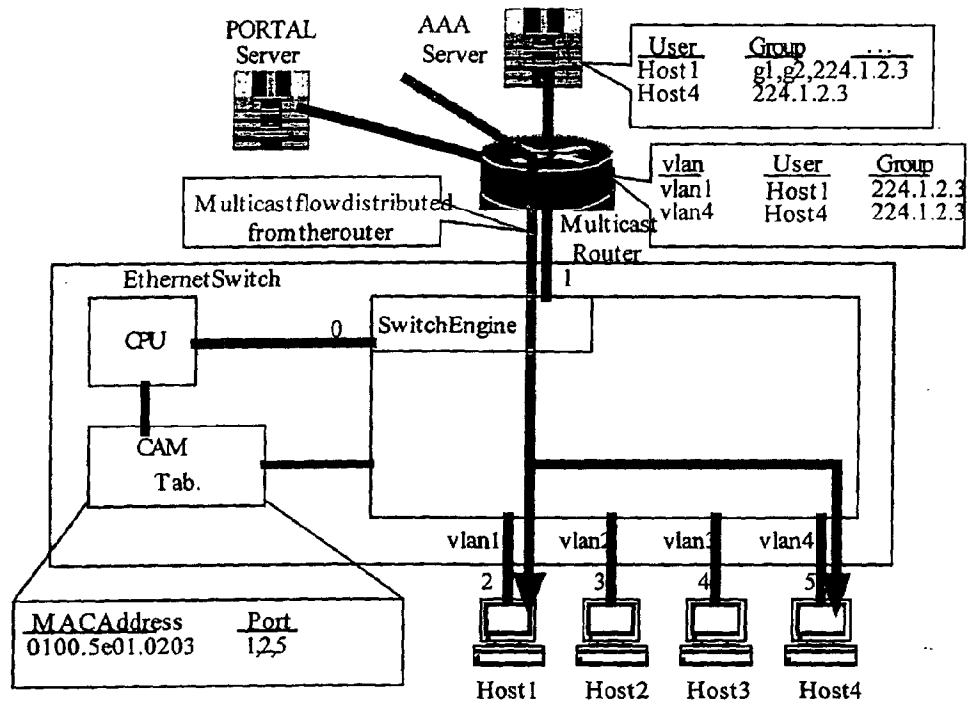 PORTAL
Server
AAA
Server
User Group ...
Host1 g1,g2,224.1.2.3
Host4 224.1.2.3
vlan User Group
vlan1 Host1 224.1.2.3
vlan4 Host4 224.1.2.3
Multicastflowdistributed
fromtherouter
Multicast
Router
1
EthernetSwitch
CPU
0
SwitchEngine
CAM
Tab.
vlan1 vlan2 vlan3 vlan4
2 3 4 5
MACAddress Port
0100.5e01.0203 1,2,5
Host1 Host2 Host3 Host4